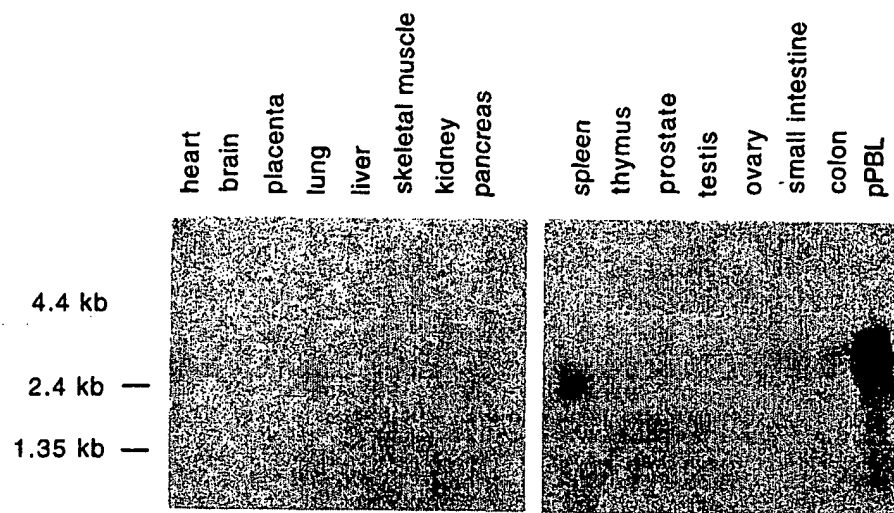 heart
brain
placenta
lung
liver
skeletal muscle
kidney
pancreas
spleen
thymus
prostate
testis
ovary
small intestine
colon
pPBL
4.4 kb
2.4 kb —
1.35 kb —